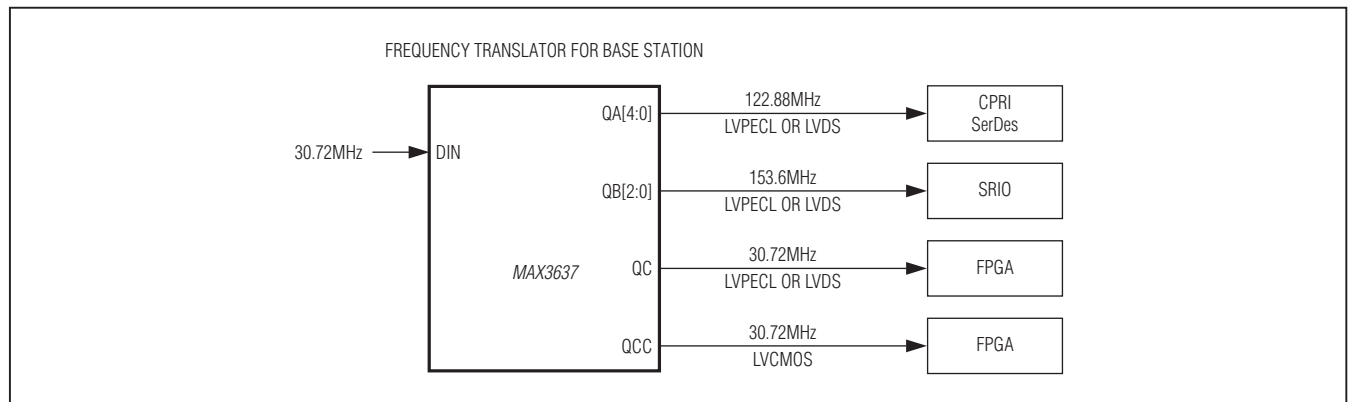 FREQUENCY TRANSLATOR FOR BASE STATION
30.72MHz
DIN
MAX3637
QA[4:0]
122.88MHz
LVPECL OR LVDS
CPRI
SerDes
QB[2:0]
153.6MHz
LVPECL OR LVDS
SRIO
QC
30.72MHz
LVPECL OR LVDS
FPGA
QCC
30.72MHz
LVCMOS
FPGA